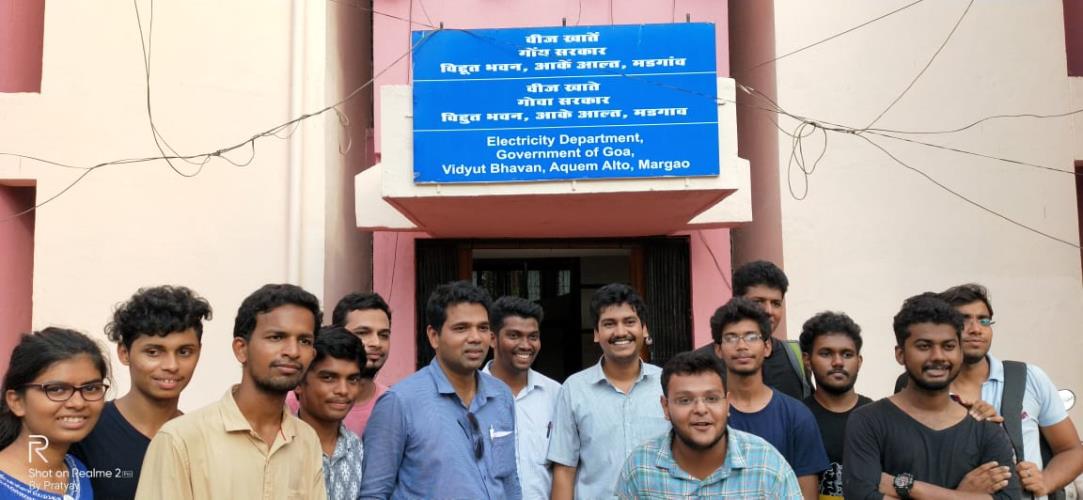 वीज खातें
गोंय सरकार
विद्युत भवन, आकें आल्त, मडगांव
वीज खाते
गोवा सरकार
विद्युत भवन, आके आल्त, मडगाव
Electricity Department,
Government of Goa,
Vidyut Bhavan, Aquem Alto, Margao
R
Shot on Realme 2 PRO
By Pratyay